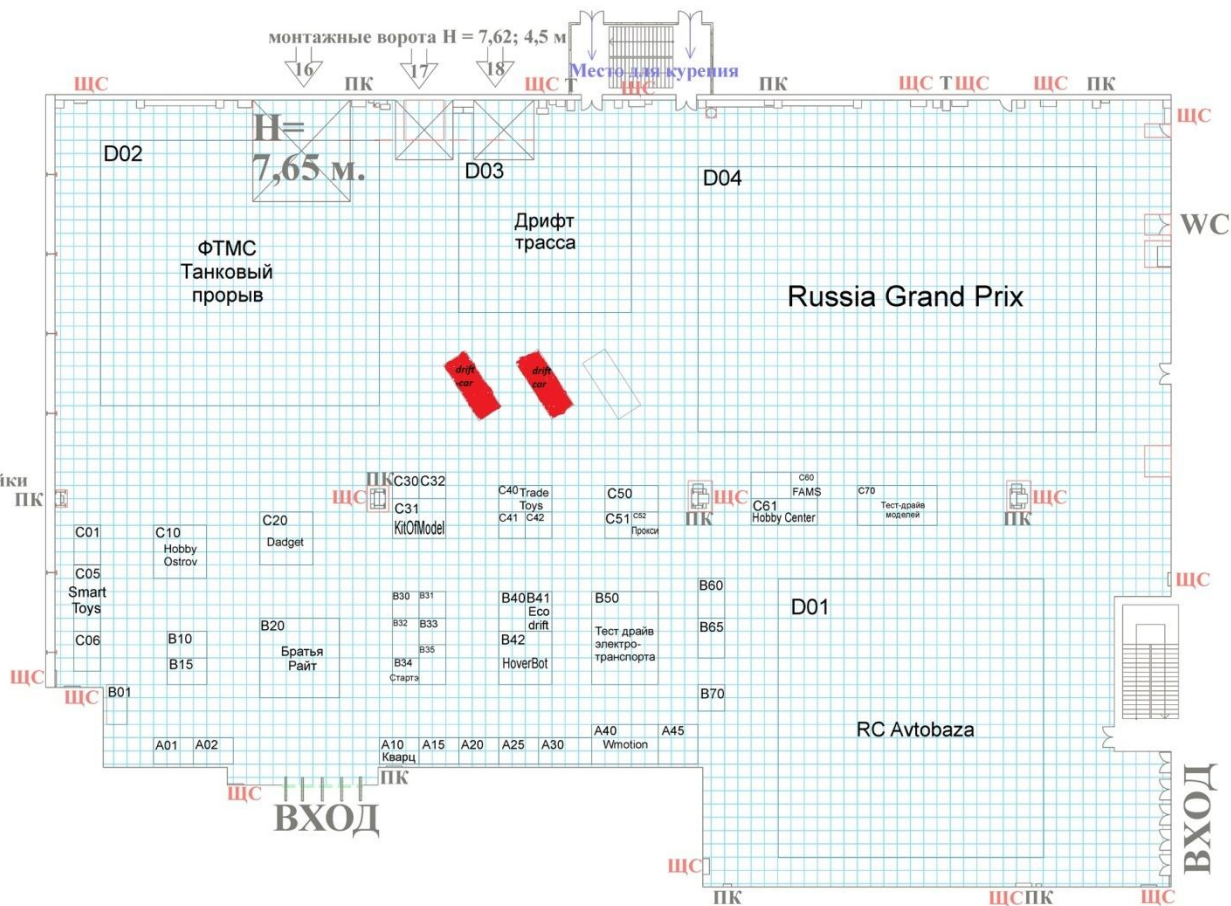 монтажные ворота H = 7,62; 4,5 м
16
17
18
Место для курения
ЩС
ПК
ЩС
Т
ЩС
ПК
ЩС
Т
ЩС
ЩС
ПК
ЩС
H=
7,65 м.
D02
ФТМС
Танковый
прорыв
D03
Дрифт
трасса
D04
Russia Grand Prix
WC
drift
-car
drift
car
ПК
ЩС
ПК
C30
C32
C31
KitOfModel
C40
Trade
Toys
C41
C42
C50
C51
C52
Прокси
ЩС
ПК
C60
FAMS
C61
Hobby Center
C70
Тест-драйв
моделей
ЩС
ПК
C01
C05
Smart
Toys
C06
C10
Hobby
Ostrov
C20
Dadget
ЩС
B10
B15
B20
Братья
Райт
B30
B31
B32
B33
B35
B34
Стартэ
B40
B41
Eco
drift
B42
HoverBot
B50
Тест драйв
электро-
транспорта
B60
B65
B70
D01
RC Avtobaza
ЩС
ЩС
B01
A01
A02
A10
Кварц
A15
A20
A25
A30
A40
Wmotion
A45
ЩС
ВХОД
ПК
ВХОД
ЩС
ПК
ЩС
ПК
ЩС